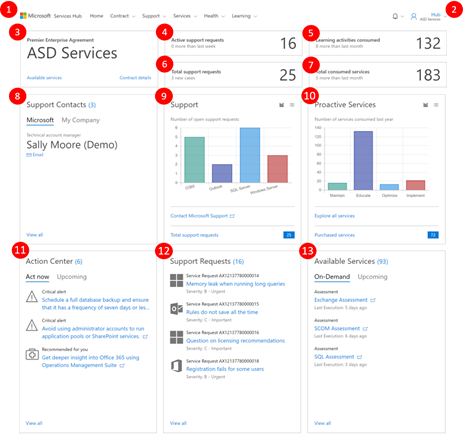 1
Microsoft Services Hub Home Contract Support Services Health Learning
Hub
ASD Services
2
3
Premier Enterprise Agreement
ASD Services
Available services Contract details
4
Active support requests
0 more than last week
16
5
Learning activities consumed
9 more than last month
132
6
Total support requests
3 new cases
25
7
Total consumed services
5 more than last month
183
8
Support Contacts (3)
Microsoft My Company
Technical account manager
Sally Moore (Demo)
Email
View all
9
Support
Number of open support requests
6
5
4
3
2
1
0
O365 Outlook SQL Server Windows Server
Contact Microsoft Support
Total support requests 25
10
Proactive Services
Number of services consumed last year
140
120
100
80
60
40
20
0
Maintain Educate Optimize Implement
Explore all services
Purchased services 72
11
Action Center (6)
Act now Upcoming
Critical alert
Schedule a full database backup and ensure
that it has a frequency of seven days or les...
Critical alert
Avoid using administrator accounts to run
application pools or SharePoint services.
Recommended for you
Get deeper insight into Office 365 using
Operations Management Suite
View all
12
Support Requests (16)
Service Request AX12137780000014
Memory leak when running long queries
Severity: B - Urgent
Service Request AX12137780000015
Rules do not save all the time
Severity: C - Important
Service Request AX12137780000016
Question on licensing recommendations
Severity: C - Important
Service Request AX12137780000018
Registration fails for some users
Severity: B - Urgent
View all
13
Available Services (93)
On-Demand Upcoming
Assessment
Exchange Assessment
Last Execution: 5 days ago
Assessment
SCOM Assessment
Last Execution: 6 days ago
Assessment
SQL Assessment
Last Execution: 5 days ago
View all